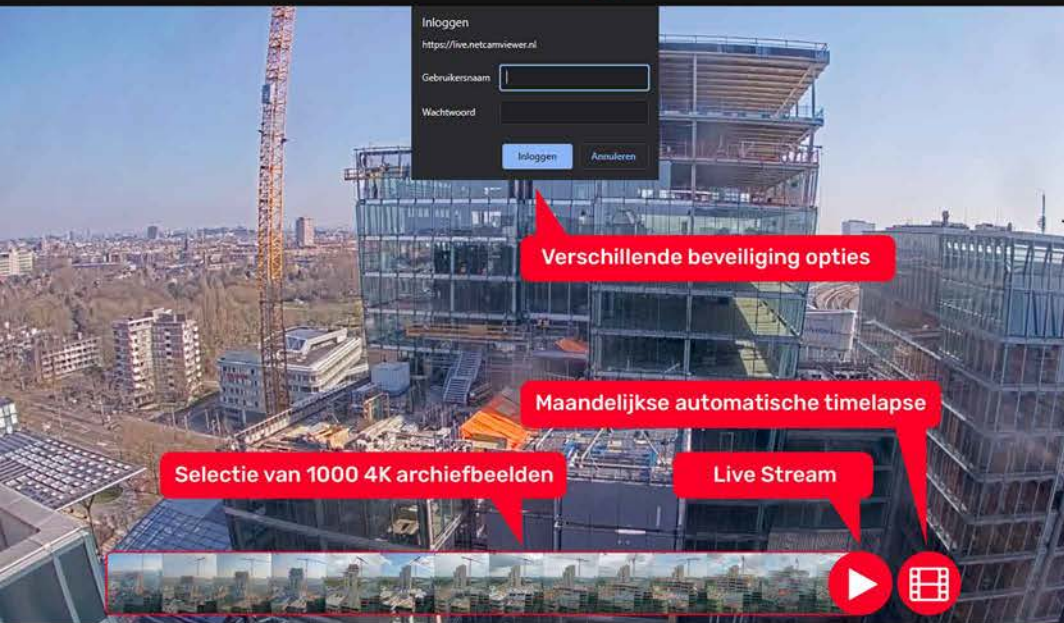 Inloggen
https://live.netcamviewer.nl
Gebruikersnaam
Wachtwoord
Inloggen Annuleren
Verschillende beveiliging opties
Maandelijkse automatische timelapse
Selectie van 1000 4K archiefbeelden
Live Stream